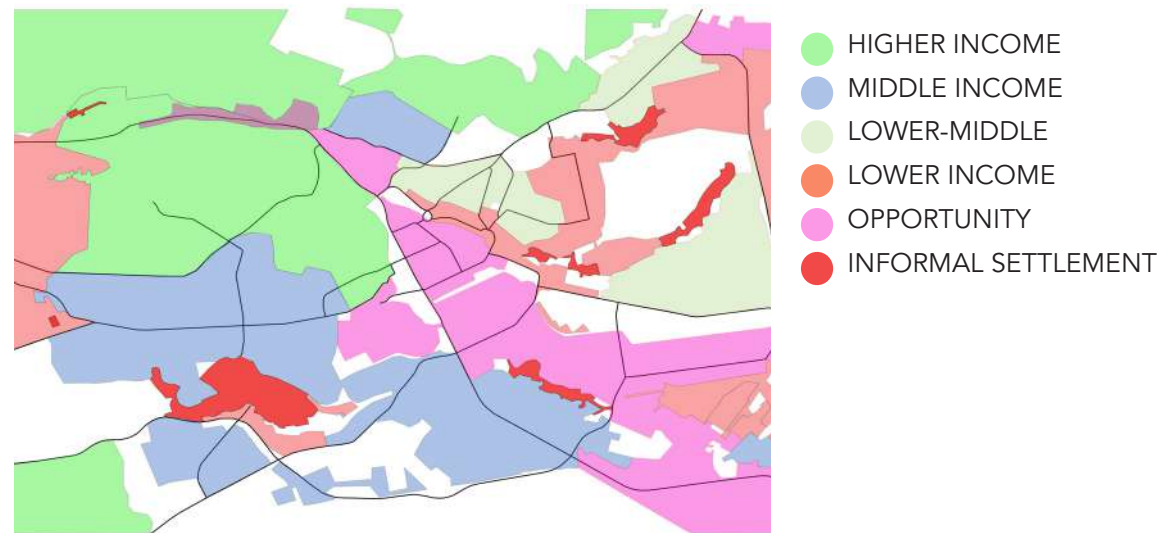 HIGHER INCOME
MIDDLE INCOME
LOWER-MIDDLE
LOWER INCOME
OPPORTUNITY
INFORMAL SETTLEMENT